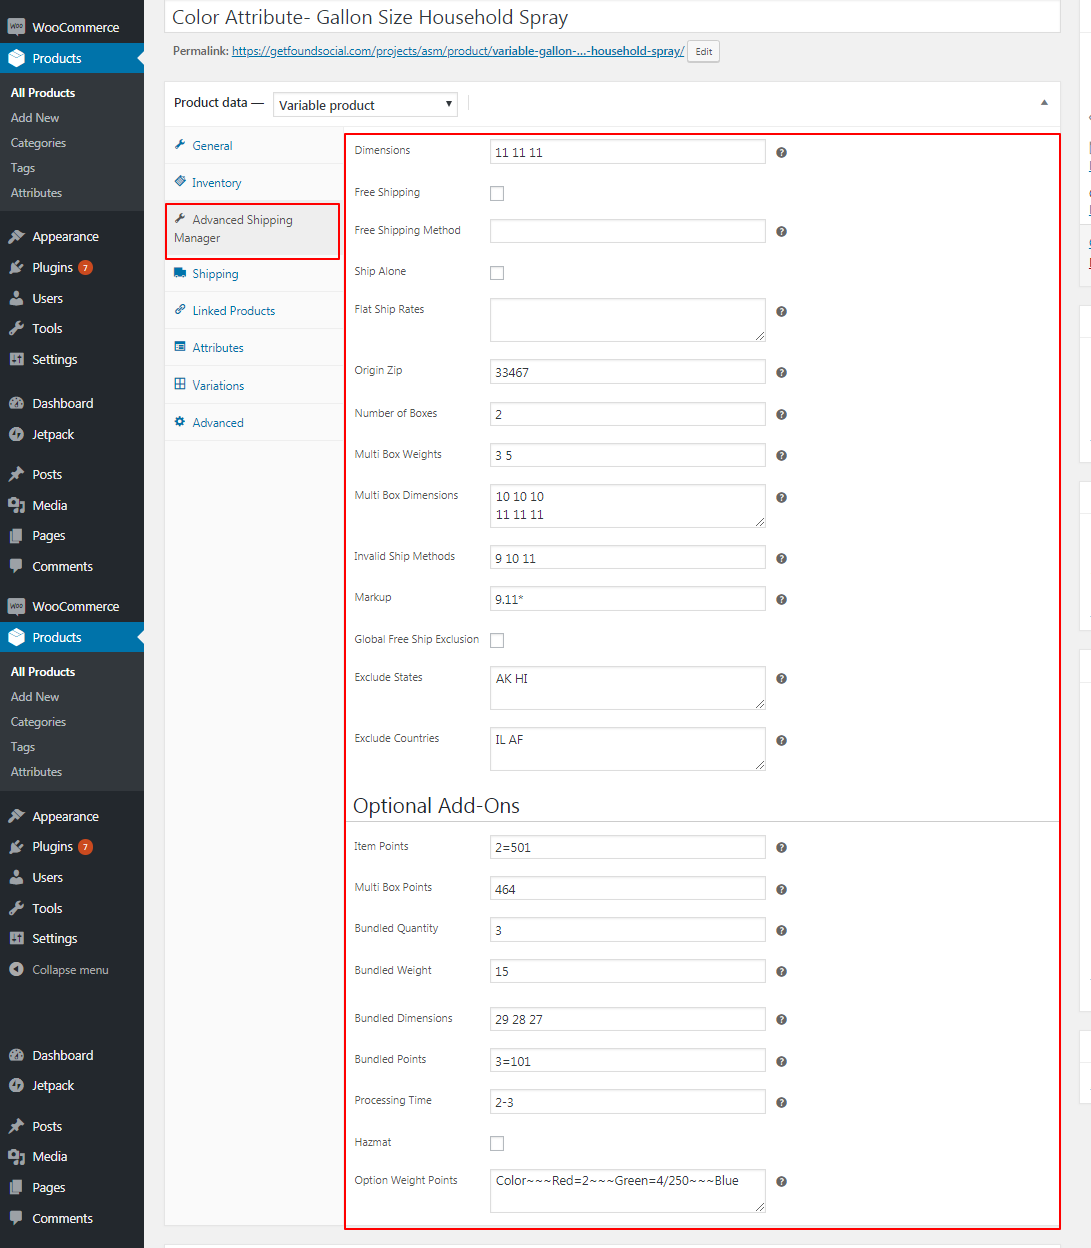 WooCommerce
Products
All Products
Add New
Categories
Tags
Attributes
Appearance
Plugins 7
Users
Tools
Settings
Dashboard
Jetpack
Posts
Media
Pages
Comments
WooCommerce
Products
All Products
Add New
Categories
Tags
Attributes
Appearance
Plugins 7
Users
Tools
Settings
Collapse menu
Dashboard
Jetpack
Posts
Media
Pages
Comments
Color Attribute- Gallon Size Household Spray
Permalink: https://getfoundsocial.com/projects/asm/product/variable-gallon-...-household-spray/ Edit
Product data — Variable product
General
Inventory
Advanced Shipping
Manager
Shipping
Linked Products
Attributes
Variations
Advanced
Dimensions 11 11 11
Free Shipping
Free Shipping Method
Ship Alone
Flat Ship Rates
Origin Zip 33467
Number of Boxes 2
Multi Box Weights 3 5
Multi Box Dimensions 10 10 10
11 11 11
Invalid Ship Methods 9 10 11
Markup 9.11*
Global Free Ship Exclusion
Exclude States AK HI
Exclude Countries IL AF
Optional Add-Ons
Item Points 2=501
Multi Box Points 464
Bundled Quantity 3
Bundled Weight 15
Bundled Dimensions 29 28 27
Bundled Points 3=101
Processing Time 2-3
Hazmat
Option Weight Points Color~~~Red=2~~~Green=4/250~~~Blue